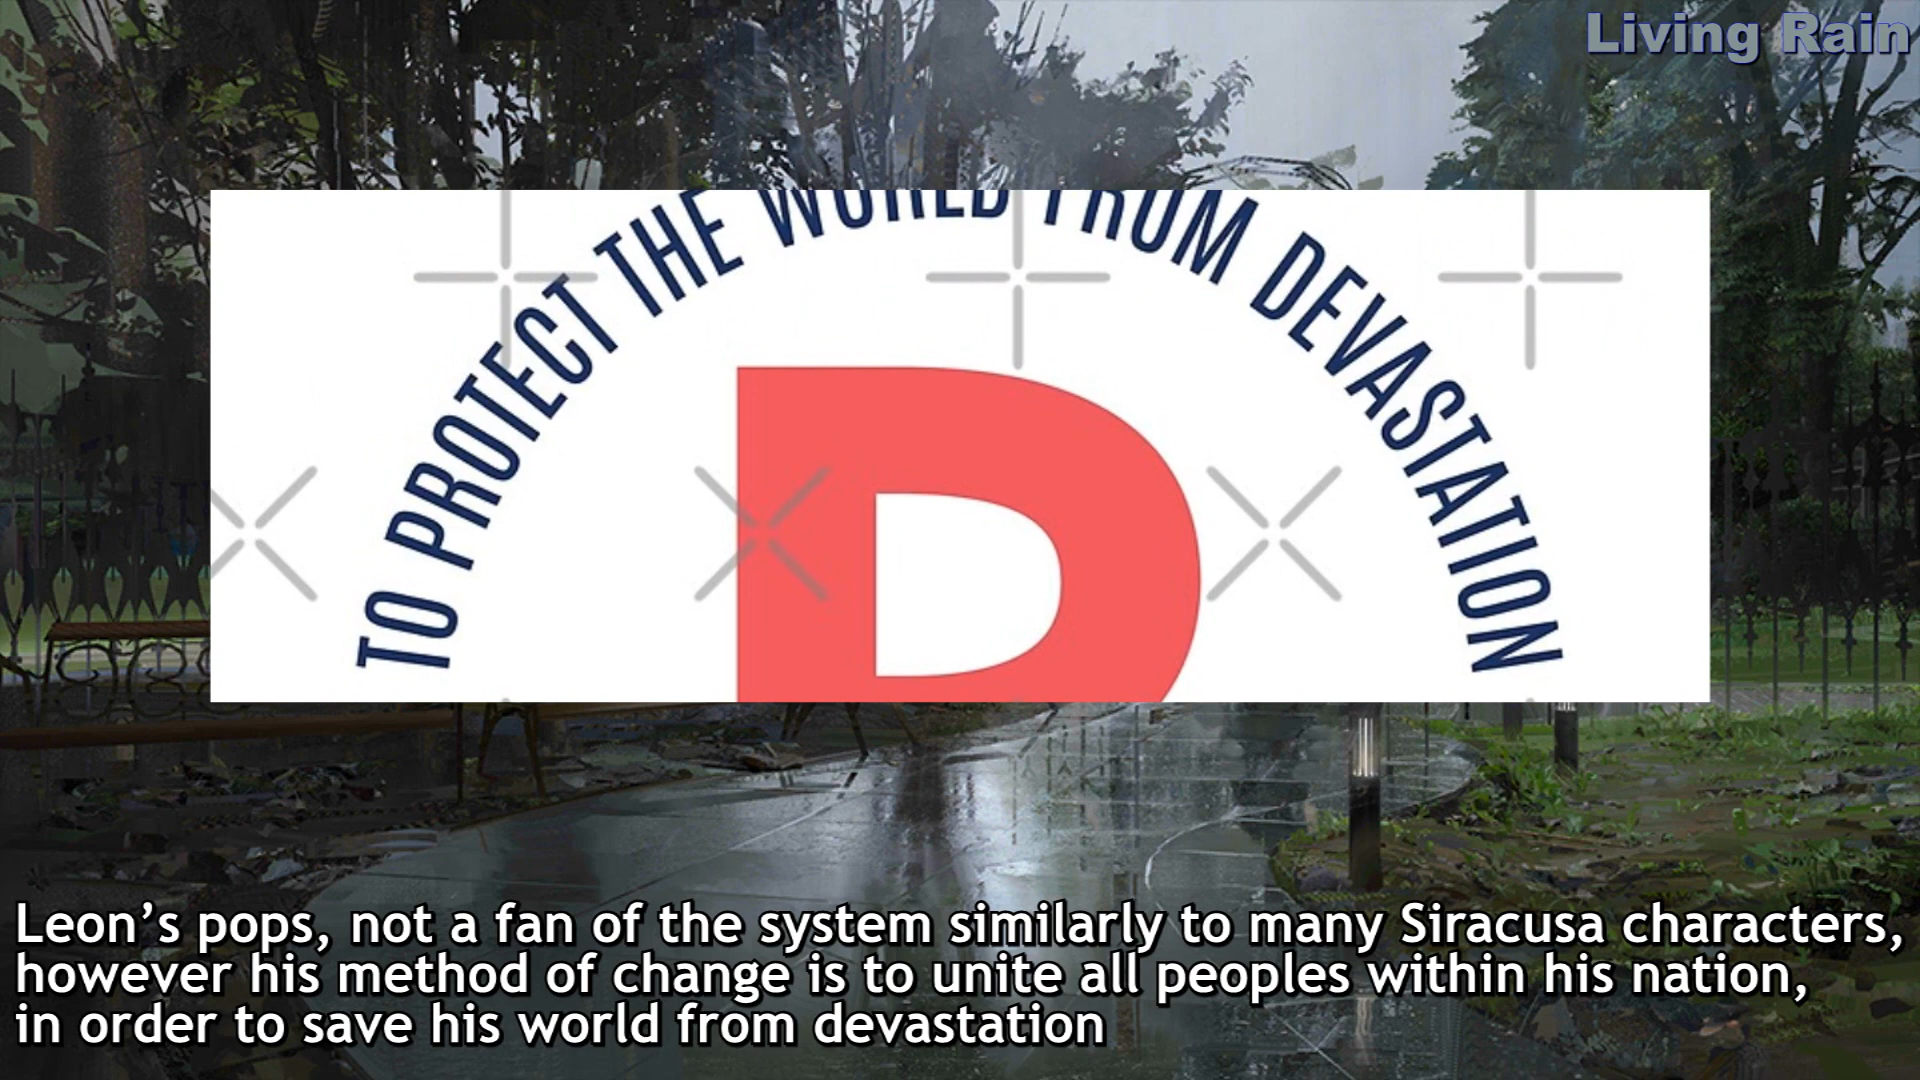 Living Rain
TO PROTECT THE WORLD FROM DEVASTATION
R
Leon's pops, not a fan of the system similarly to many Siracusa characters,
however his method of change is to unite all peoples within his nation,
in order to save his world from devastation